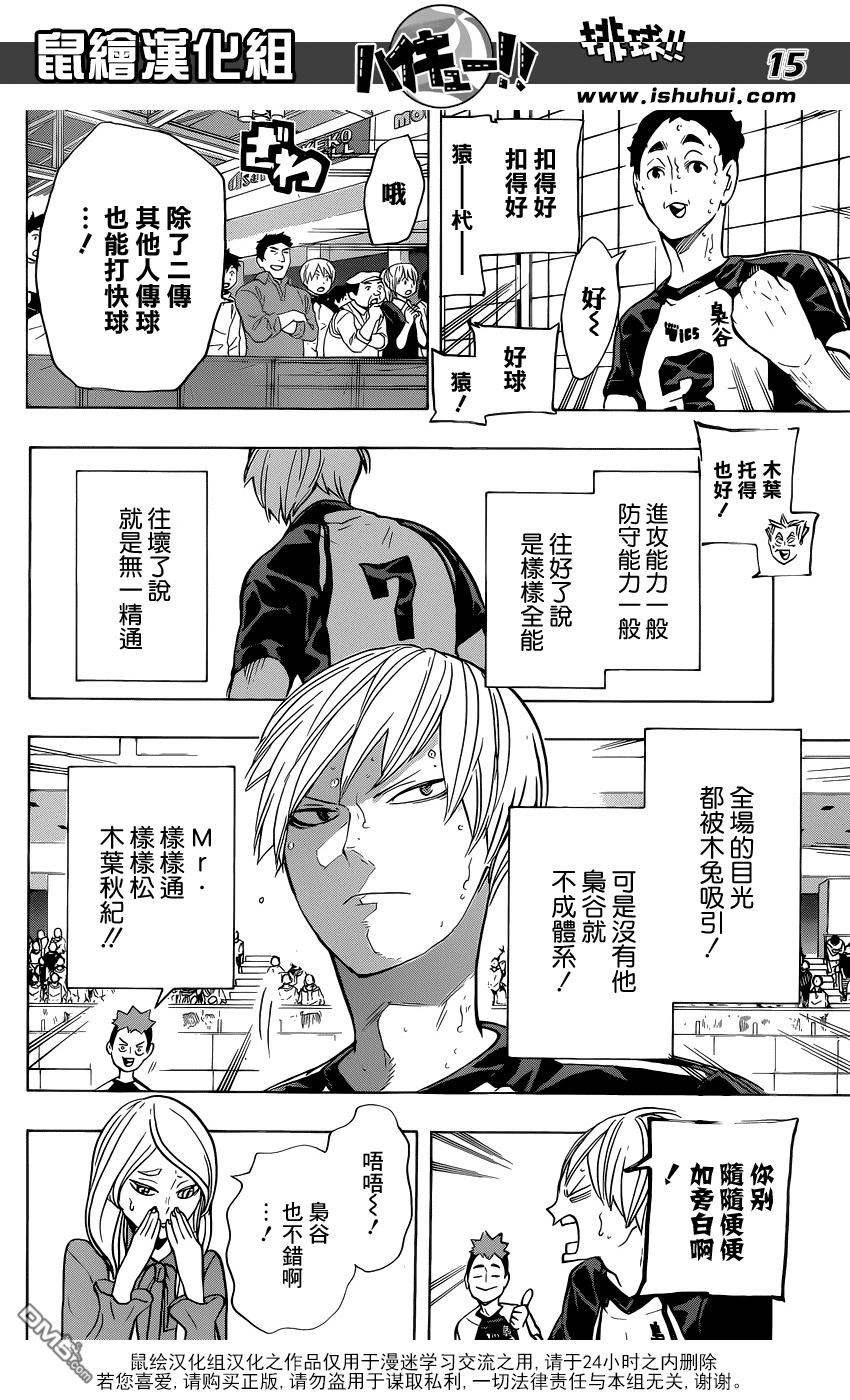 鼠繪漢化組
ハイキュー!!
排球!!
15
www.ishuhui.com
扣得好
扣得好
猿——杙——
好~
好球
猿!
梟谷
ざわ
哦
除了二傳
其他人傳球
也能打快球
…!
木葉
托得
也好!
進攻能力一般
防守能力一般
往好了說
是樣樣全能
往壞了說
就是無一精通
7
全場的目光
都被木兔吸引!
可是沒有他
梟谷就
不成體系!
Mr.
樣樣通
樣樣松
木葉秋紀!!
你别
隨隨便便
加旁白啊
!
唔唔~!
梟谷
也不錯啊
…!
鼠绘汉化组汉化之作品仅用于漫迷学习交流之用,请于24小时之内删除
若您喜爱,请购买正版,请勿盗用于谋取私利,一切法律责任与本组无关,谢谢。